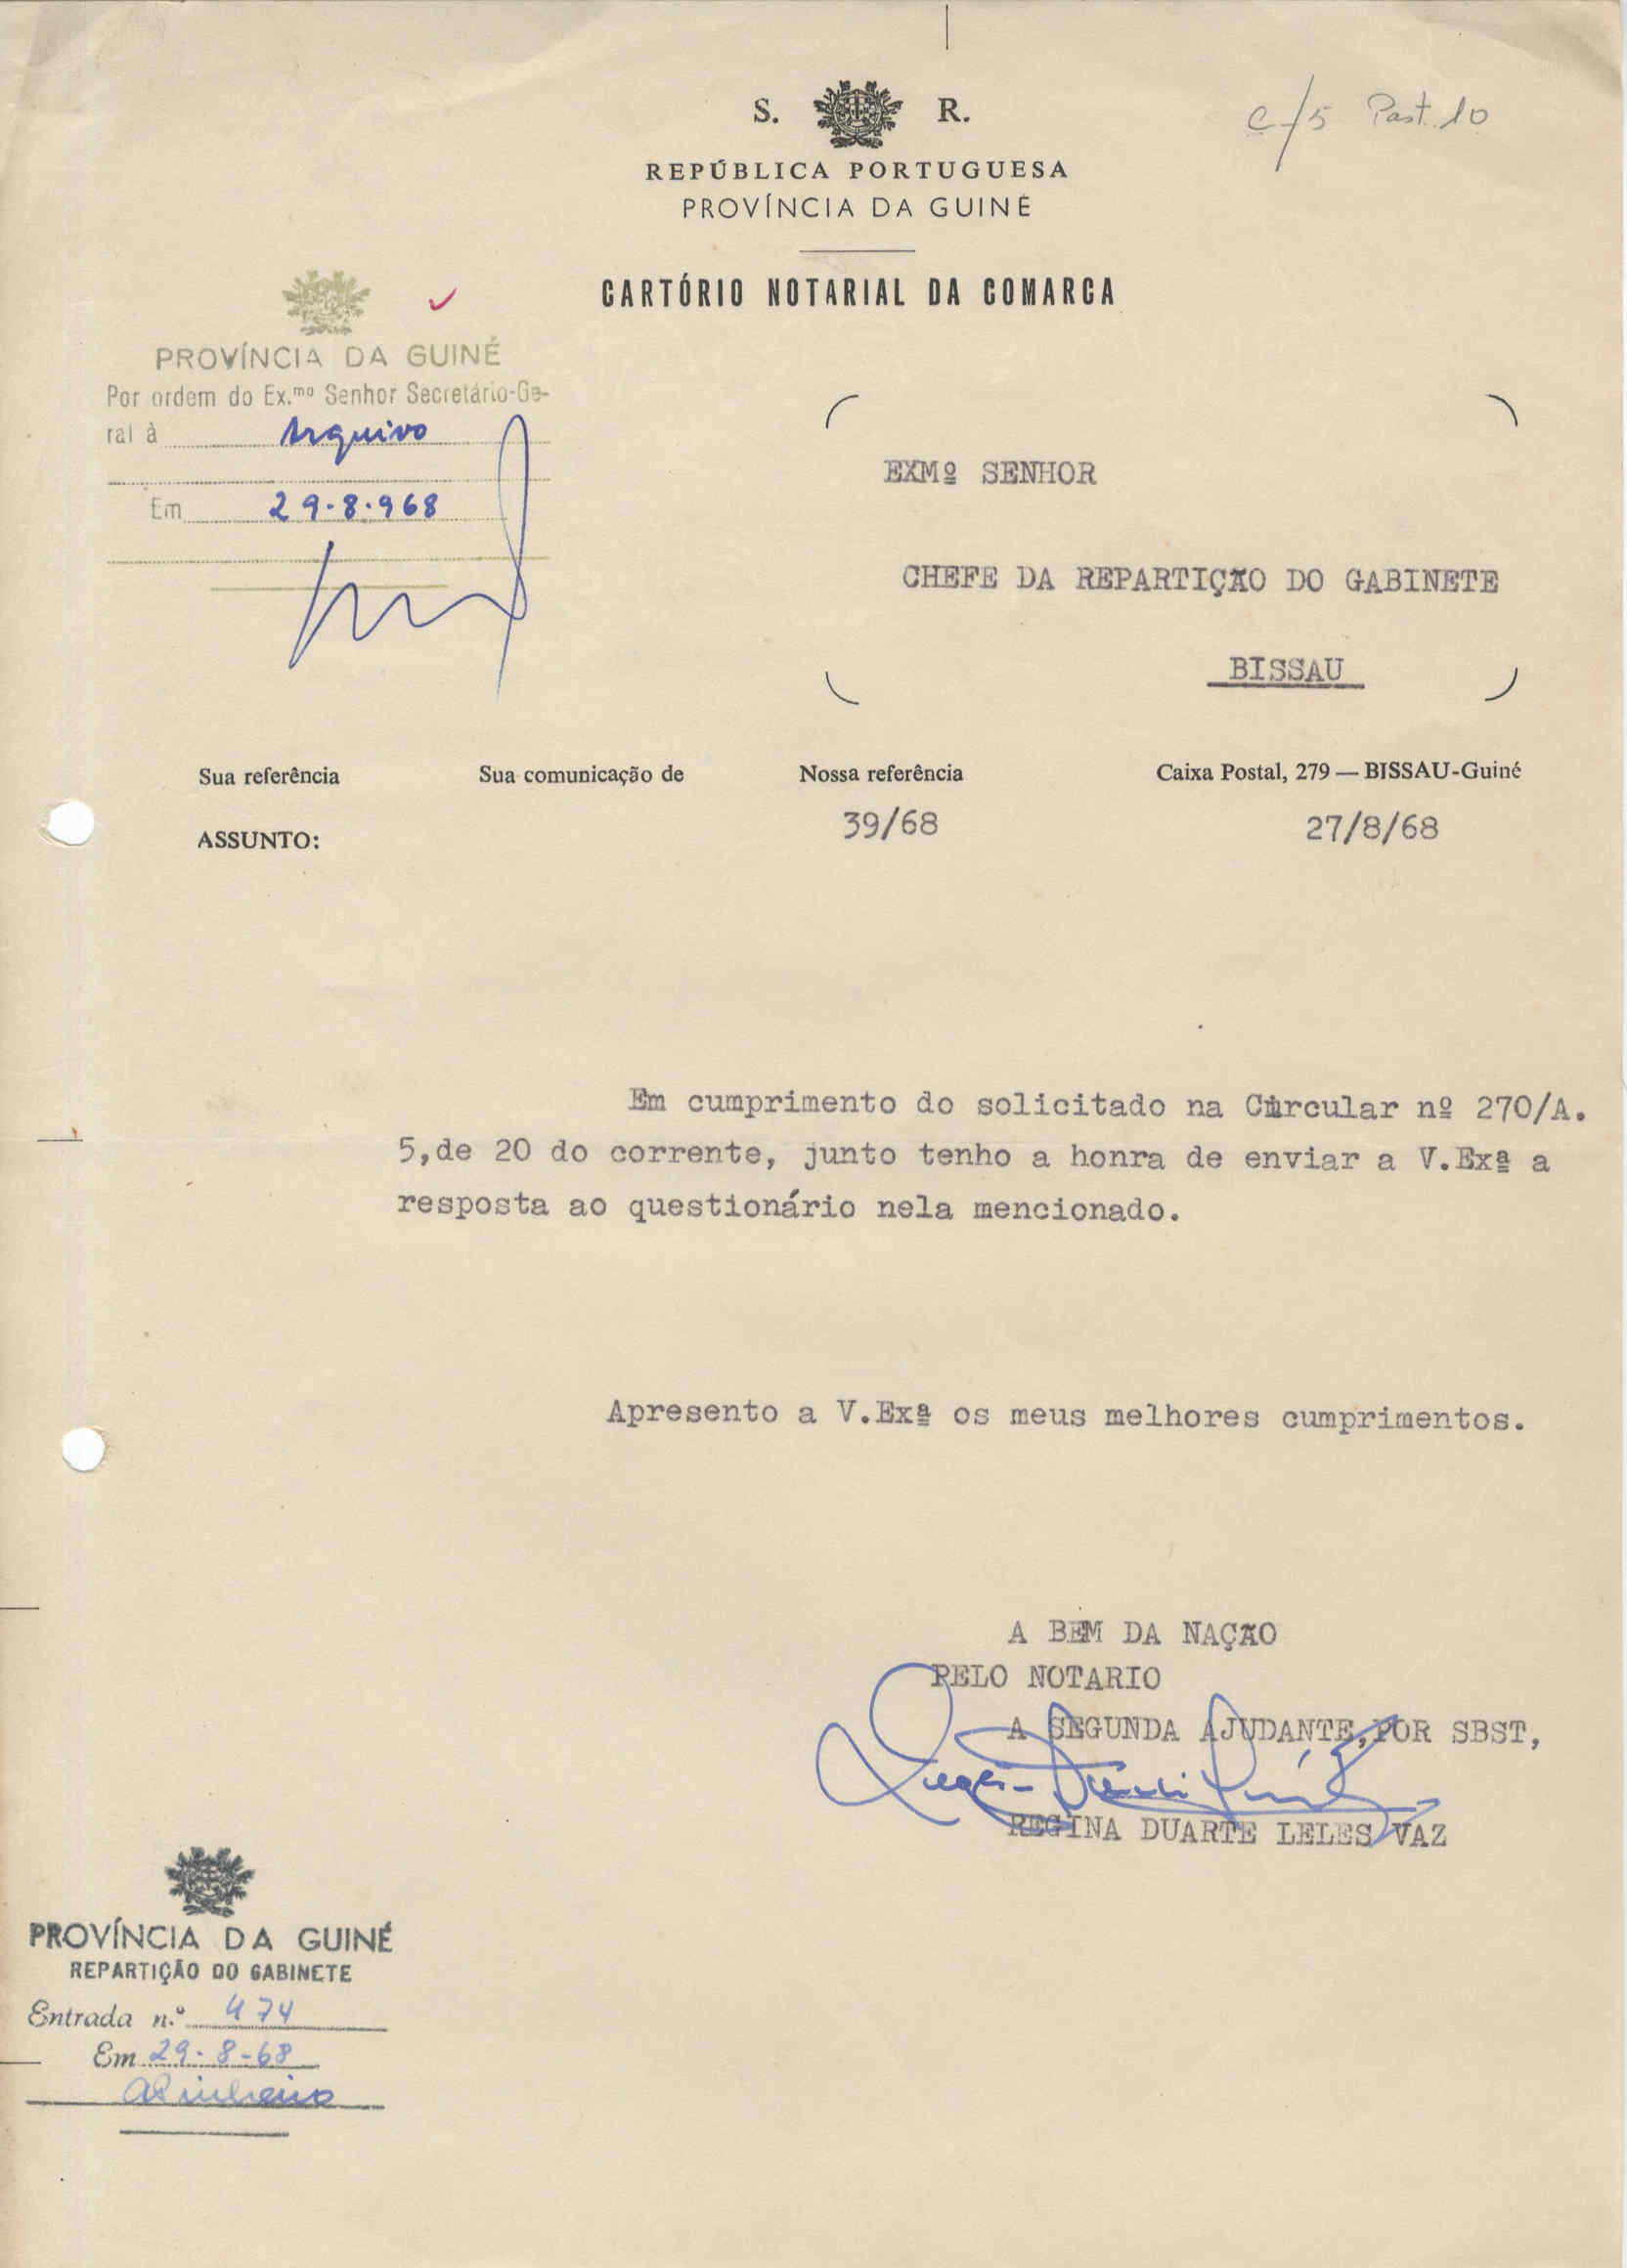 S. R.
REPÚBLICA PORTUGUESA
PROVÍNCIA DA GUINÉ
CARTÓRIO NOTARIAL DA COMARCA
c/5 Past. 10
PROVÍNCIA DA GUINÉ
Por ordem do Ex.mo Senhor Secretário-Ge-
ral à Arquivo
Em 29.8.968
EXMº SENHOR
CHEFE DA REPARTIÇÃO DO GABINETE
BISSAU
Sua referência Sua comunicação de Nossa referência Caixa Postal, 279 — BISSAU-Guiné
39/68 27/8/68
ASSUNTO:
Em cumprimento do solicitado na Circular nº 270/A.
5,de 20 do corrente, junto tenho a honra de enviar a V.Exª a
resposta ao questionário nela mencionado.
Apresento a V.Exª os meus melhores cumprimentos.
A BEM DA NAÇÃO
PELO NOTARIO
A SEGUNDA AJUDANTE,POR SBST,
REGINA DUARTE LELES VAZ
PROVÍNCIA DA GUINÉ
REPARTIÇÃO DO GABINETE
Entrada n.º 474
Em 29-8-68